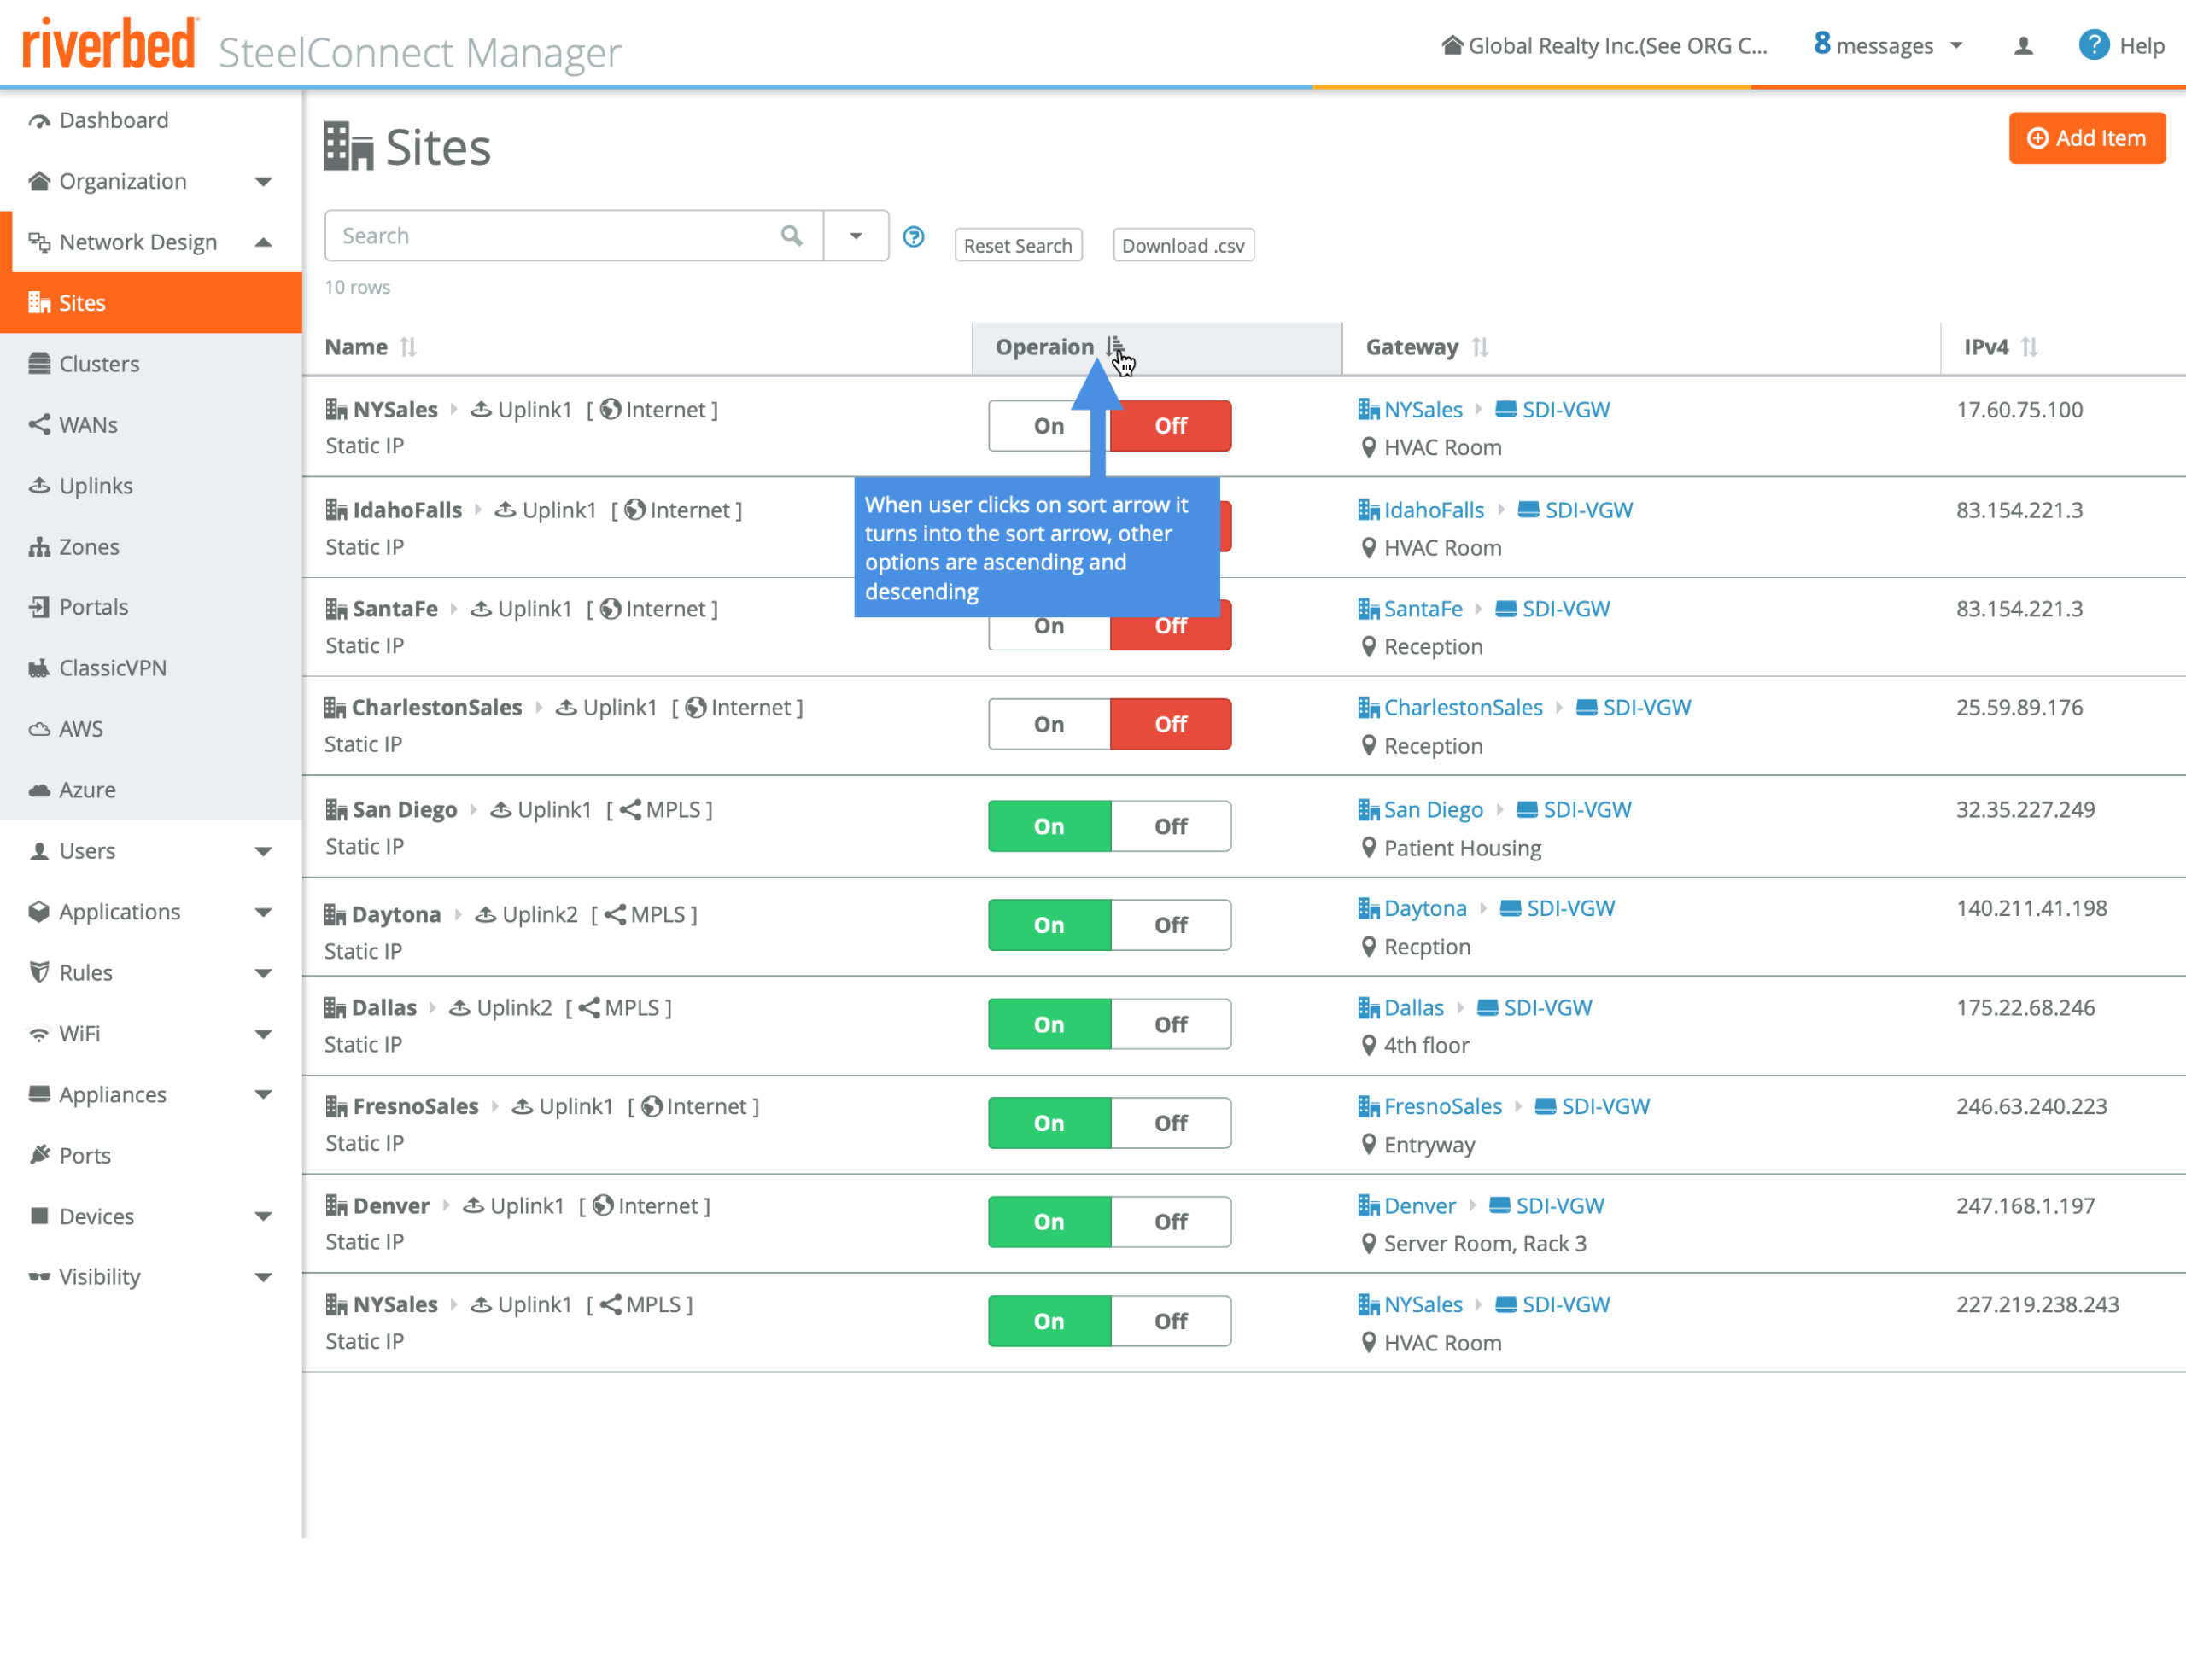 riverbed SteelConnect Manager
Global Realty Inc.(See ORG C... 8 messages Help
Dashboard
Organization
Network Design
Sites
Clusters
WANs
Uplinks
Zones
Portals
ClassicVPN
AWS
Azure
Users
Applications
Rules
WiFi
Appliances
Ports
Devices
Visibility
Sites
Add Item
Search
Reset Search Download .csv
10 rows
Name Operaion Gateway IPv4
NYSales Uplink1 [ Internet ] On Off NYSales SDI-VGW 17.60.75.100
Static IP HVAC Room
When user clicks on sort arrow it
turns into the sort arrow, other
options are ascending and
descending
IdahoFalls Uplink1 [ Internet ] IdahoFalls SDI-VGW 83.154.221.3
Static IP HVAC Room
SantaFe Uplink1 [ Internet ] On Off SantaFe SDI-VGW 83.154.221.3
Static IP Reception
CharlestonSales Uplink1 [ Internet ] On Off CharlestonSales SDI-VGW 25.59.89.176
Static IP Reception
San Diego Uplink1 [ MPLS ] On Off San Diego SDI-VGW 32.35.227.249
Static IP Patient Housing
Daytona Uplink2 [ MPLS ] On Off Daytona SDI-VGW 140.211.41.198
Static IP Recption
Dallas Uplink2 [ MPLS ] On Off Dallas SDI-VGW 175.22.68.246
Static IP 4th floor
FresnoSales Uplink1 [ Internet ] On Off FresnoSales SDI-VGW 246.63.240.223
Static IP Entryway
Denver Uplink1 [ Internet ] On Off Denver SDI-VGW 247.168.1.197
Static IP Server Room, Rack 3
NYSales Uplink1 [ MPLS ] On Off NYSales SDI-VGW 227.219.238.243
Static IP HVAC Room